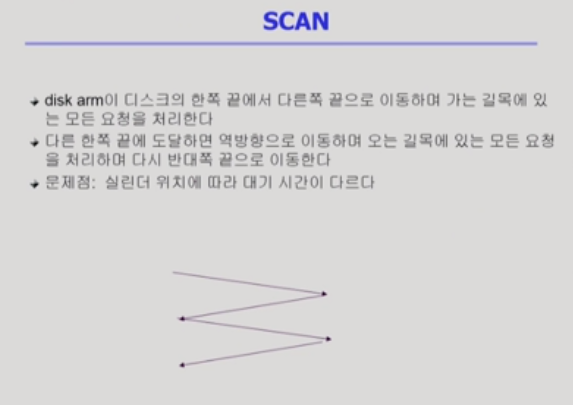 SCAN
disk arm이 디스크의 한쪽 끝에서 다른쪽 끝으로 이동하며 가는 길목에 있
는 모든 요청을 처리한다
다른 한쪽 끝에 도달하면 역방향으로 이동하며 오는 길목에 있는 모든 요청
을 처리하며 다시 반대쪽 끝으로 이동한다
문제점: 실린더 위치에 따라 대기 시간이 다르다